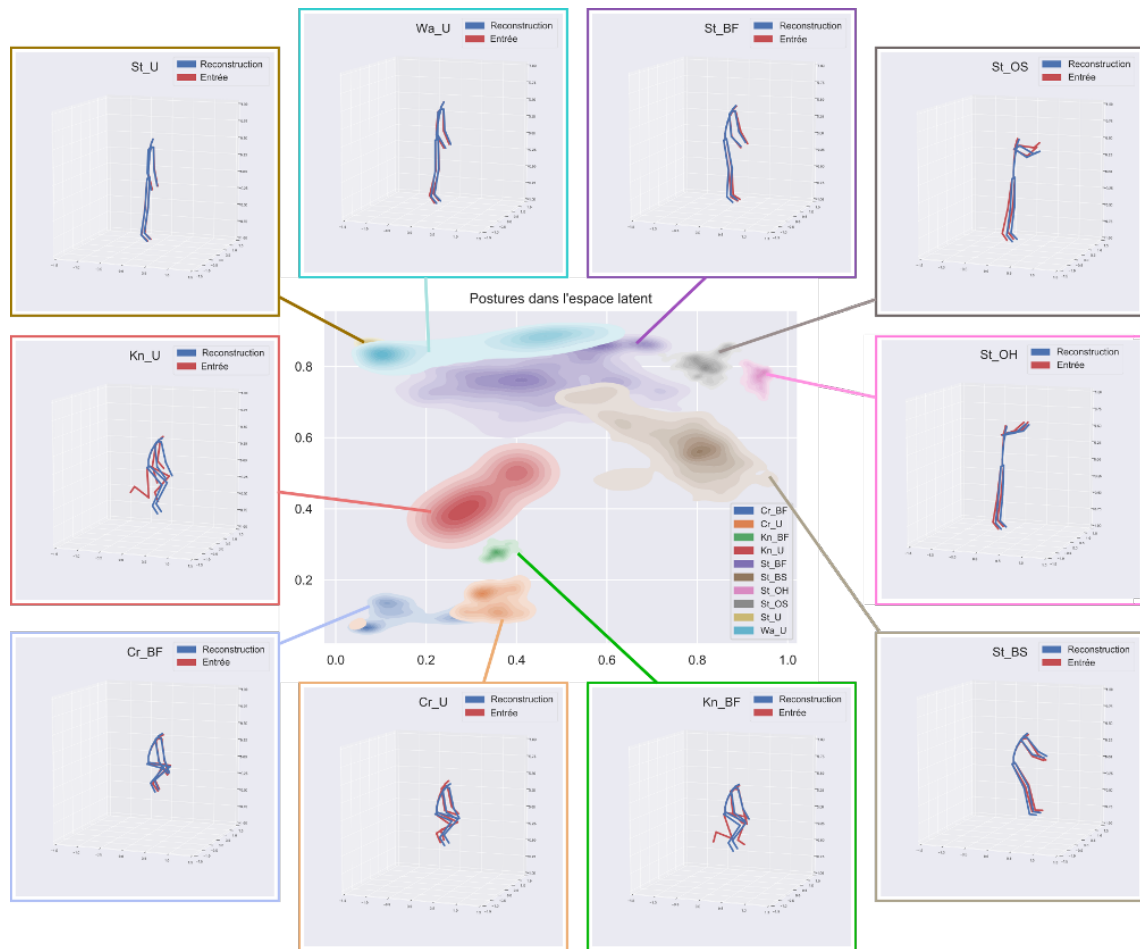 Wa_U
Reconstruction
Entrée
St_BF
Reconstruction
Entrée
St_U
Reconstruction
Entrée
St_OS
Reconstruction
Entrée
Postures dans l'espace latent
Kn_U
Reconstruction
Entrée
St_OH
Reconstruction
Entrée
0.8
0.6
0.4
0.2
Cr_BF
Cr_U
Kn_BF
Kn_U
St_BF
St_BS
St_OH
St_OS
St_U
Wa_U
0.0 0.2 0.4 0.6 0.8 1.0
Cr_BF
Reconstruction
Entrée
St_BS
Reconstruction
Entrée
Cr_U
Reconstruction
Entrée
Kn_BF
Reconstruction
Entrée